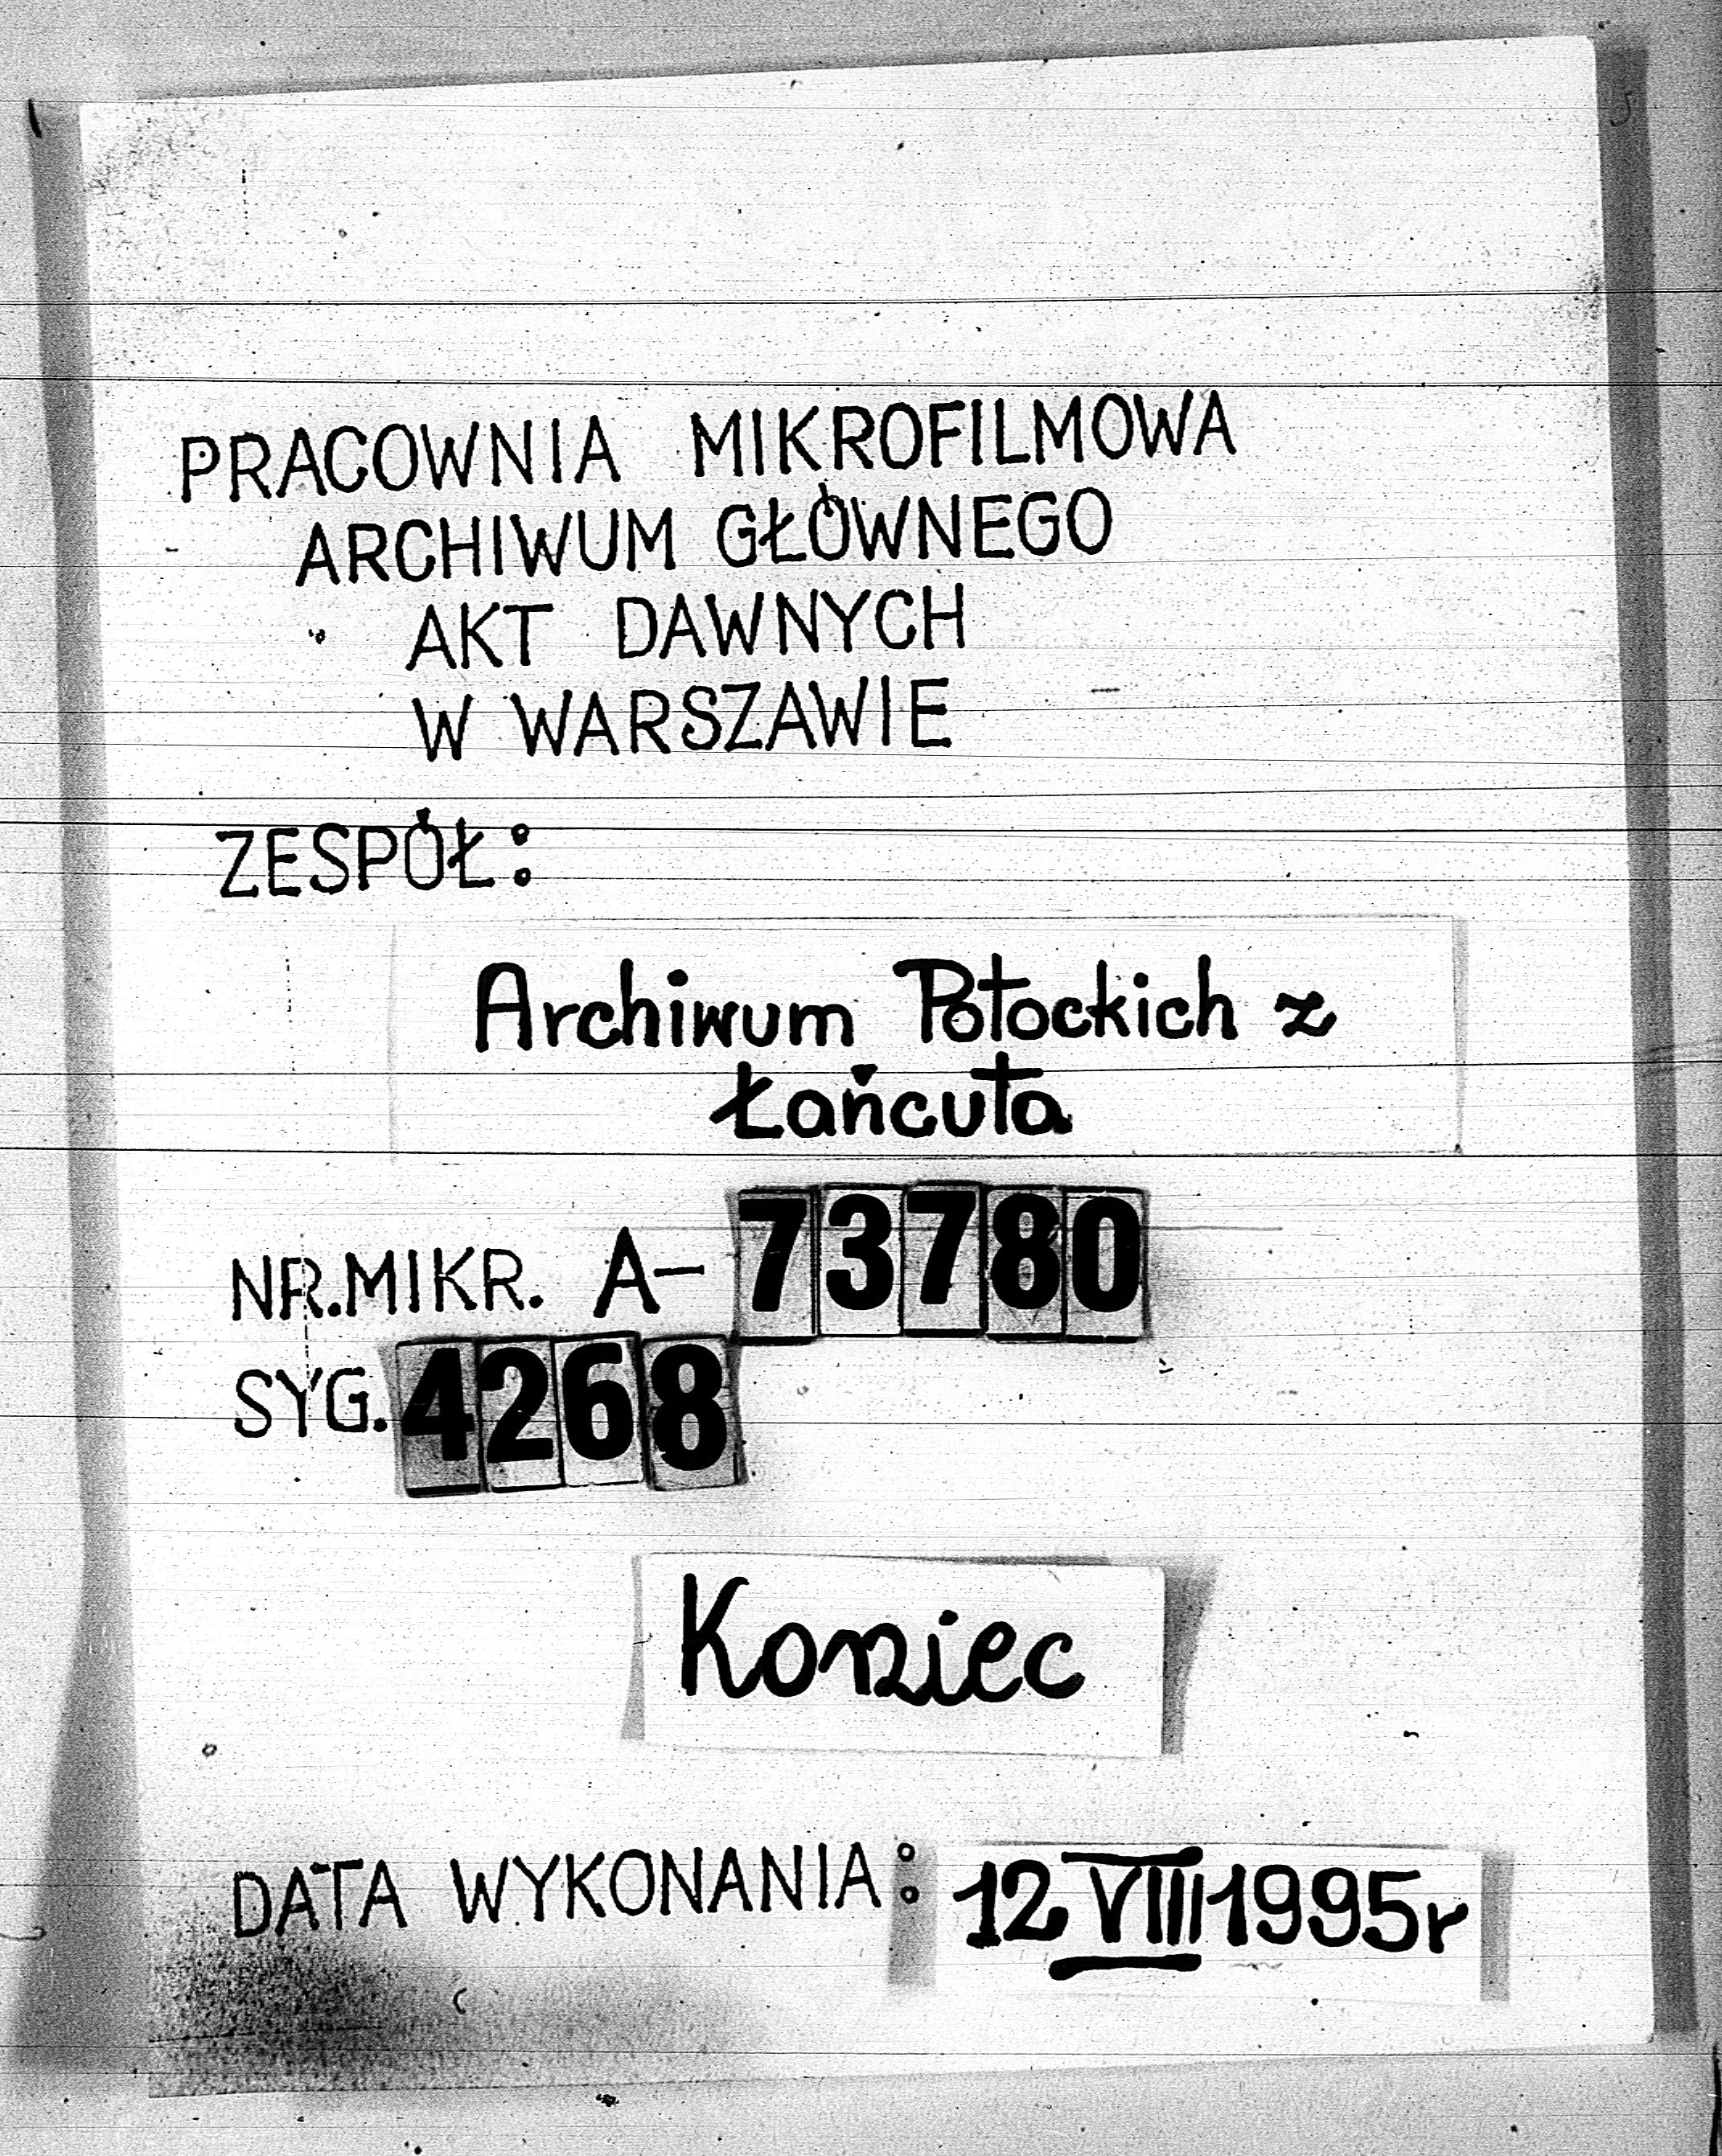 PRACOWNIA MIKROFILMOWA
ARCHIWUM GŁÓWNEGO
AKT DAWNYCH
W WARSZAWIE
ZESPÓŁ:
Archiwum Potockich z
Łańcuta
NR.MIKR. A-73780
SYG. 4268
Koniec
DATA WYKONANIA: 12 VIII 1995r